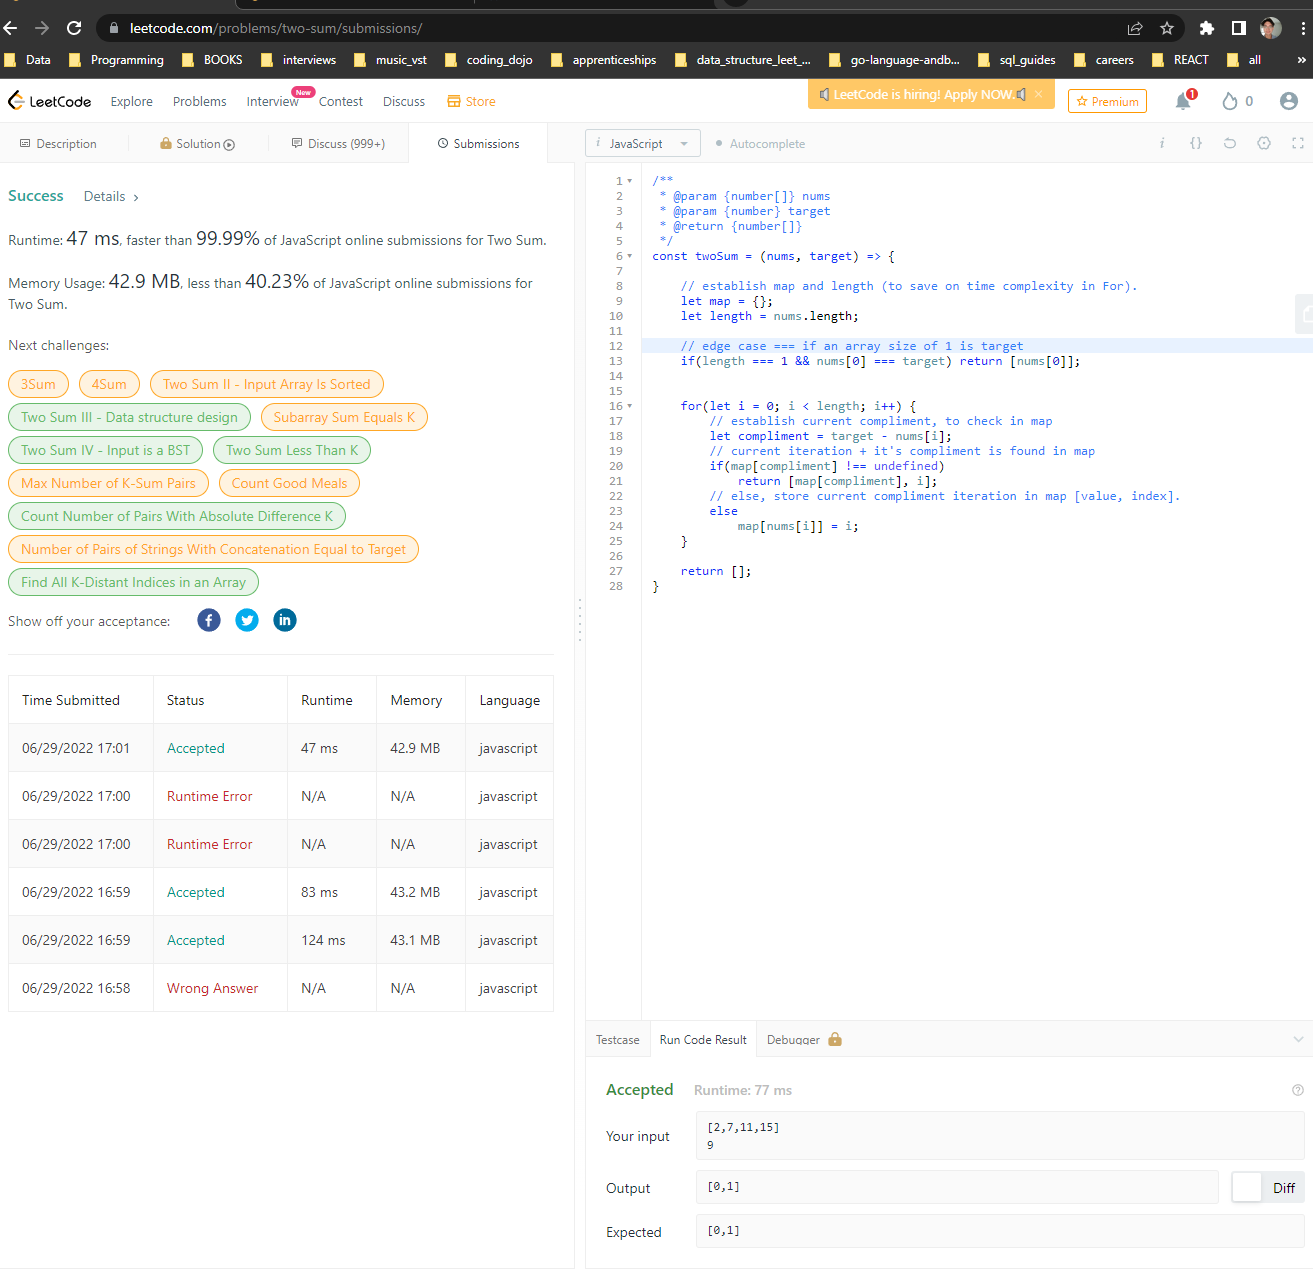 leetcode.com/problems/two-sum/submissions/
Data Programming BOOKS interviews music_vst coding_dojo apprenticeships data_structure_leet_... go-language-andb... sql_guides careers REACT all »
LeetCode Explore Problems Interview New Contest Discuss Store LeetCode is hiring! Apply NOW. × Premium 1 0
Description Solution Discuss (999+) Submissions
i JavaScript Autocomplete i {}
Success Details ›
Runtime: 47 ms, faster than 99.99% of JavaScript online submissions for Two Sum.
Memory Usage: 42.9 MB, less than 40.23% of JavaScript online submissions for
Two Sum.
Next challenges:
3Sum 4Sum Two Sum II - Input Array Is Sorted
Two Sum III - Data structure design Subarray Sum Equals K
Two Sum IV - Input is a BST Two Sum Less Than K
Max Number of K-Sum Pairs Count Good Meals
Count Number of Pairs With Absolute Difference K
Number of Pairs of Strings With Concatenation Equal to Target
Find All K-Distant Indices in an Array
Show off your acceptance:
Time Submitted Status Runtime Memory Language
06/29/2022 17:01 Accepted 47 ms 42.9 MB javascript
06/29/2022 17:00 Runtime Error N/A N/A javascript
06/29/2022 17:00 Runtime Error N/A N/A javascript
06/29/2022 16:59 Accepted 83 ms 43.2 MB javascript
06/29/2022 16:59 Accepted 124 ms 43.1 MB javascript
06/29/2022 16:58 Wrong Answer N/A N/A javascript
1 /**
2 * @param {number[]} nums
3 * @param {number} target
4 * @return {number[]}
5 */
6 const twoSum = (nums, target) => {
7
8 // establish map and length (to save on time complexity in For).
9 let map = {};
10 let length = nums.length;
11
12 // edge case === if an array size of 1 is target
13 if(length === 1 && nums[0] === target) return [nums[0]];
14
15
16 for(let i = 0; i < length; i++) {
17 // establish current compliment, to check in map
18 let compliment = target - nums[i];
19 // current iteration + it's compliment is found in map
20 if(map[compliment] !== undefined)
21 return [map[compliment], i];
22 // else, store current compliment iteration in map [value, index].
23 else
24 map[nums[i]] = i;
25 }
26
27 return [];
28 }
Testcase Run Code Result Debugger
Accepted Runtime: 77 ms
Your input
[2,7,11,15]
9
Output [0,1] Diff
Expected [0,1]